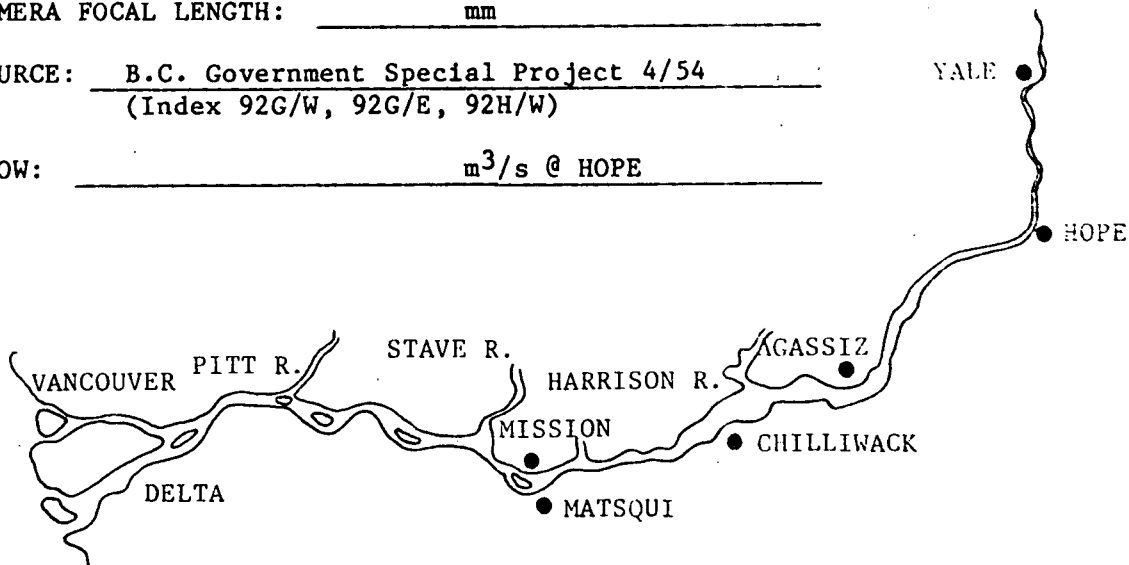 MERA FOCAL LENGTH: mm
URCE: B.C. Government Special Project 4/54
(Index 92G/W, 92G/E, 92H/W)
OW: m3/s @ HOPE
YALE
HOPE
AGASSIZ
STAVE R.
PITT R.
HARRISON R.
VANCOUVER
MISSION
CHILLIWACK
DELTA
MATSQUI